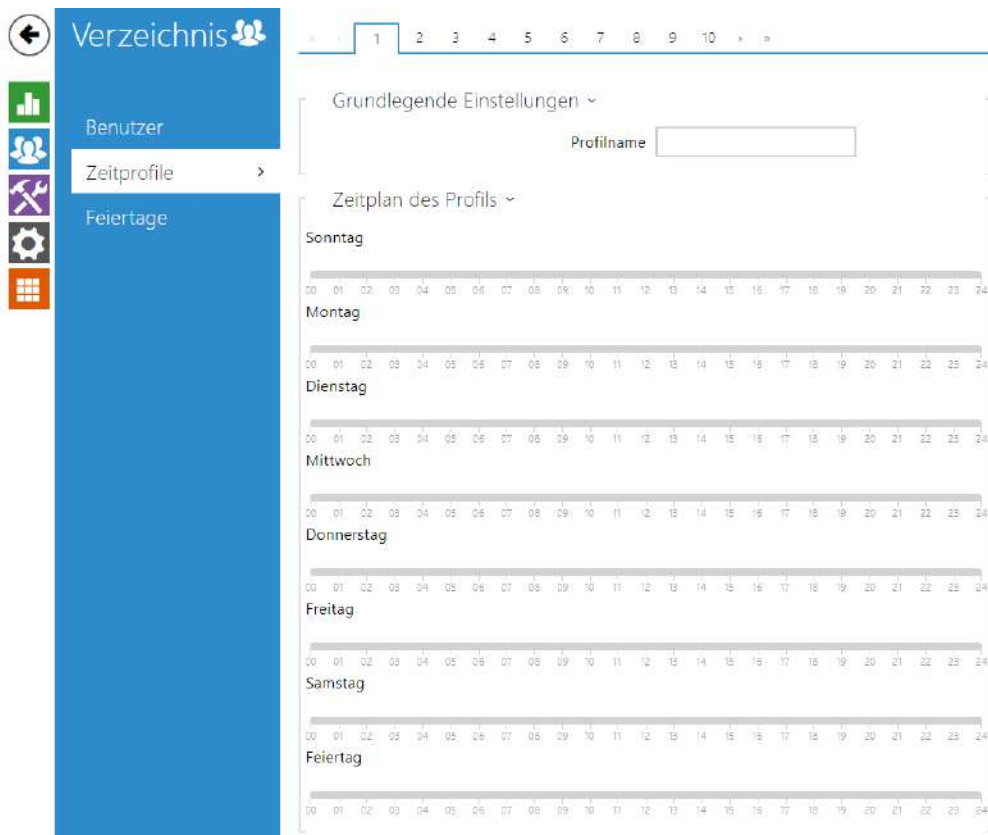 Verzeichnis
« ‹ 1 2 3 4 5 6 7 8 9 10 › »
Benutzer
Zeitprofile >
Feiertage
Grundlegende Einstellungen
Profilname
Zeitplan des Profils
Sonntag
00 01 02 03 04 05 06 07 08 09 10 11 12 13 14 15 16 17 18 19 20 21 22 23 24
Montag
00 01 02 03 04 05 06 07 08 09 10 11 12 13 14 15 16 17 18 19 20 21 22 23 24
Dienstag
00 01 02 03 04 05 06 07 08 09 10 11 12 13 14 15 16 17 18 19 20 21 22 23 24
Mittwoch
00 01 02 03 04 05 06 07 08 09 10 11 12 13 14 15 16 17 18 19 20 21 22 23 24
Donnerstag
00 01 02 03 04 05 06 07 08 09 10 11 12 13 14 15 16 17 18 19 20 21 22 23 24
Freitag
00 01 02 03 04 05 06 07 08 09 10 11 12 13 14 15 16 17 18 19 20 21 22 23 24
Samstag
00 01 02 03 04 05 06 07 08 09 10 11 12 13 14 15 16 17 18 19 20 21 22 23 24
Feiertag
00 01 02 03 04 05 06 07 08 09 10 11 12 13 14 15 16 17 18 19 20 21 22 23 24